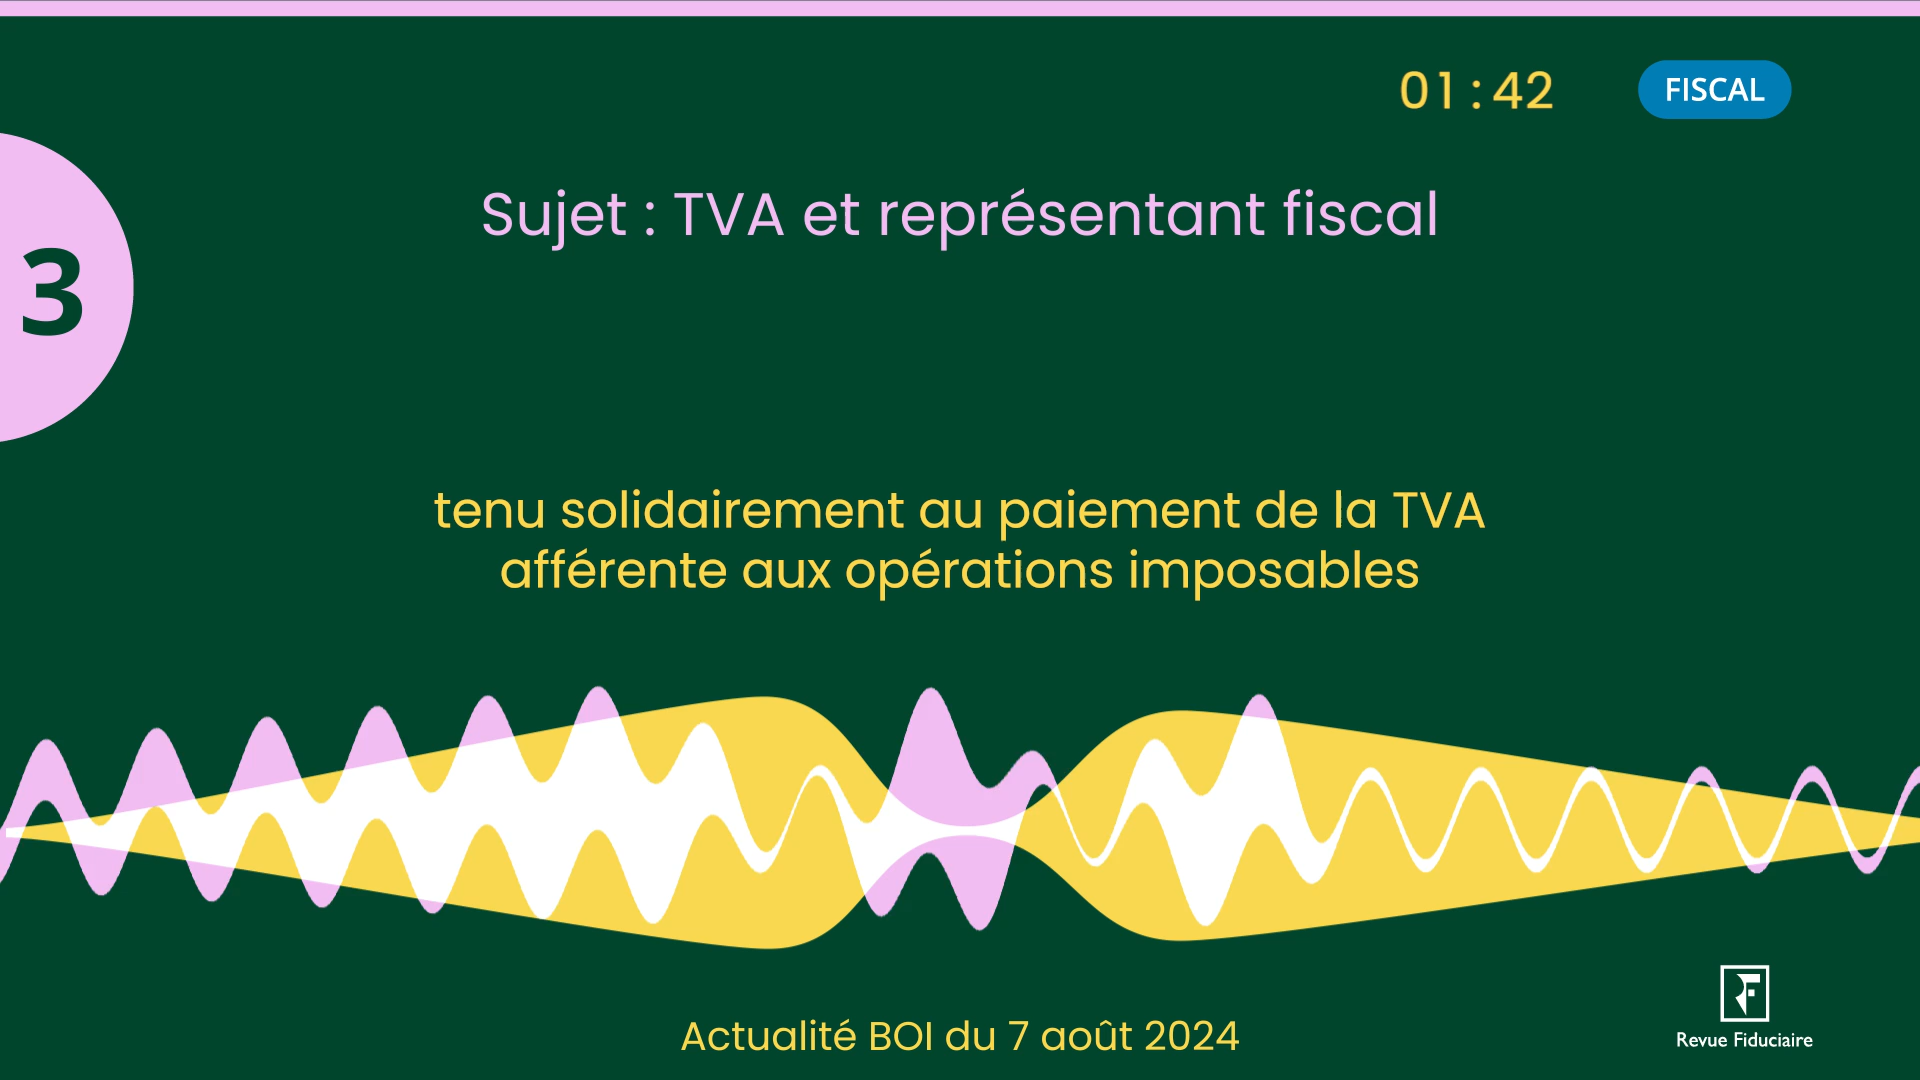 01:42
FISCAL
Sujet : TVA et représentant fiscal
3
tenu solidairement au paiement de la TVA
afférente aux opérations imposables
Actualité BOI du 7 août 2024
RF
Revue Fiduciaire